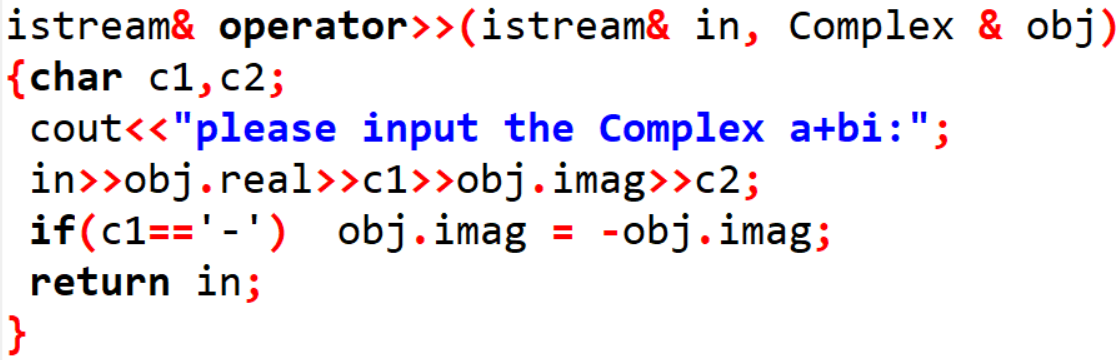 istream& operator>>(istream& in, Complex & obj)
{char c1,c2;
cout<<"please input the Complex a+bi:";
in>>obj.real>>c1>>obj.imag>>c2;
if(c1=='-')  obj.imag = -obj.imag;
return in;
}